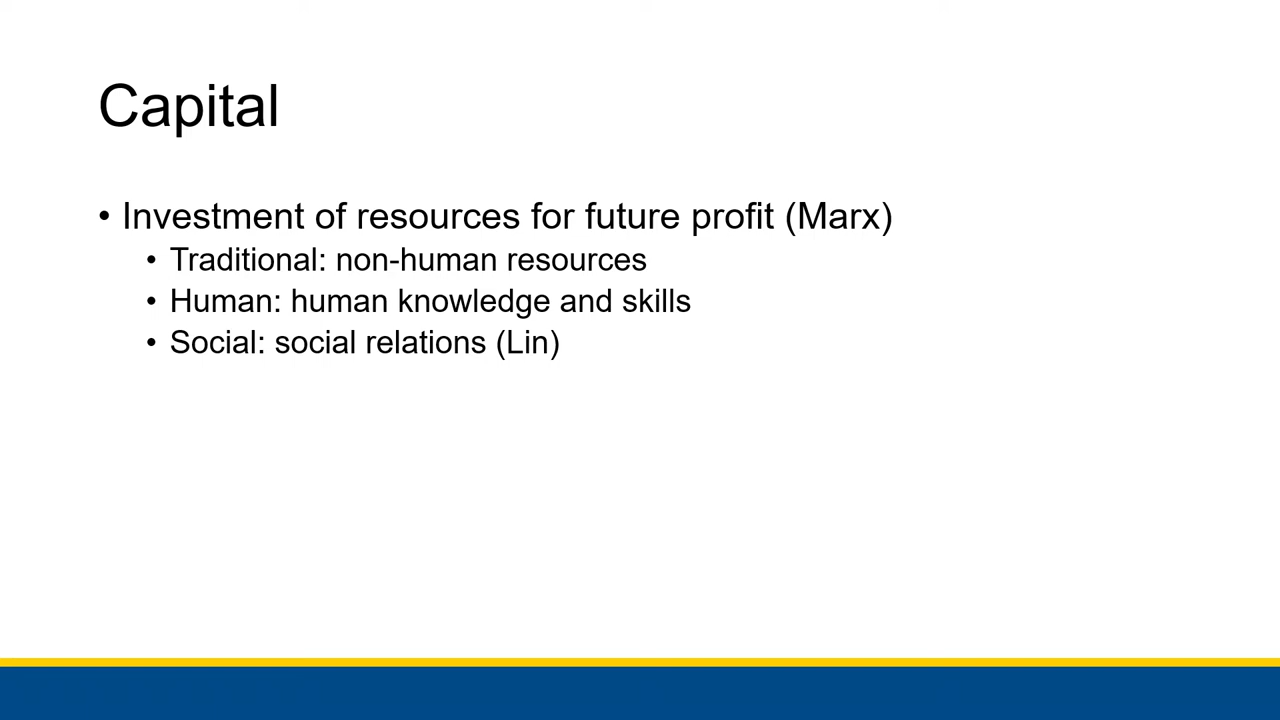 Capital
• Investment of resources for future profit (Marx)
• Traditional: non-human resources
• Human: human knowledge and skills
• Social: social relations (Lin)